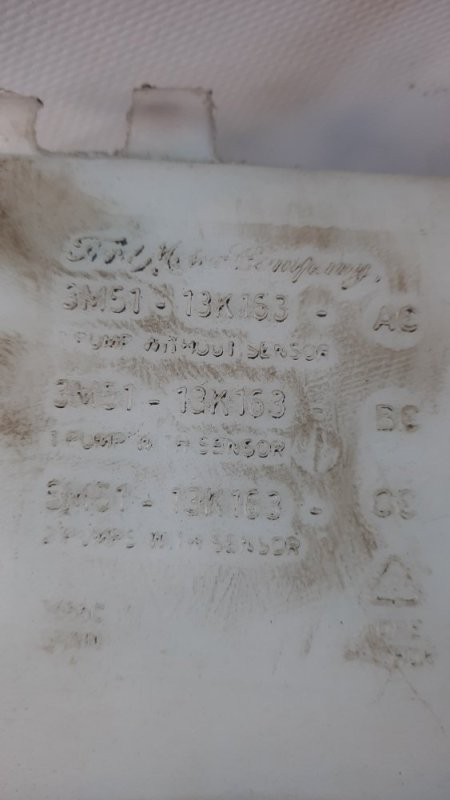 Ford Motor Company
3M51 - 13K163 - AC
1 PUMP WITHOUT SENSOR
3M51 - 13K163 - BC
1 PUMP WITH SENSOR
3M51 - 13K163 - CC
2 PUMPS WITH SENSOR